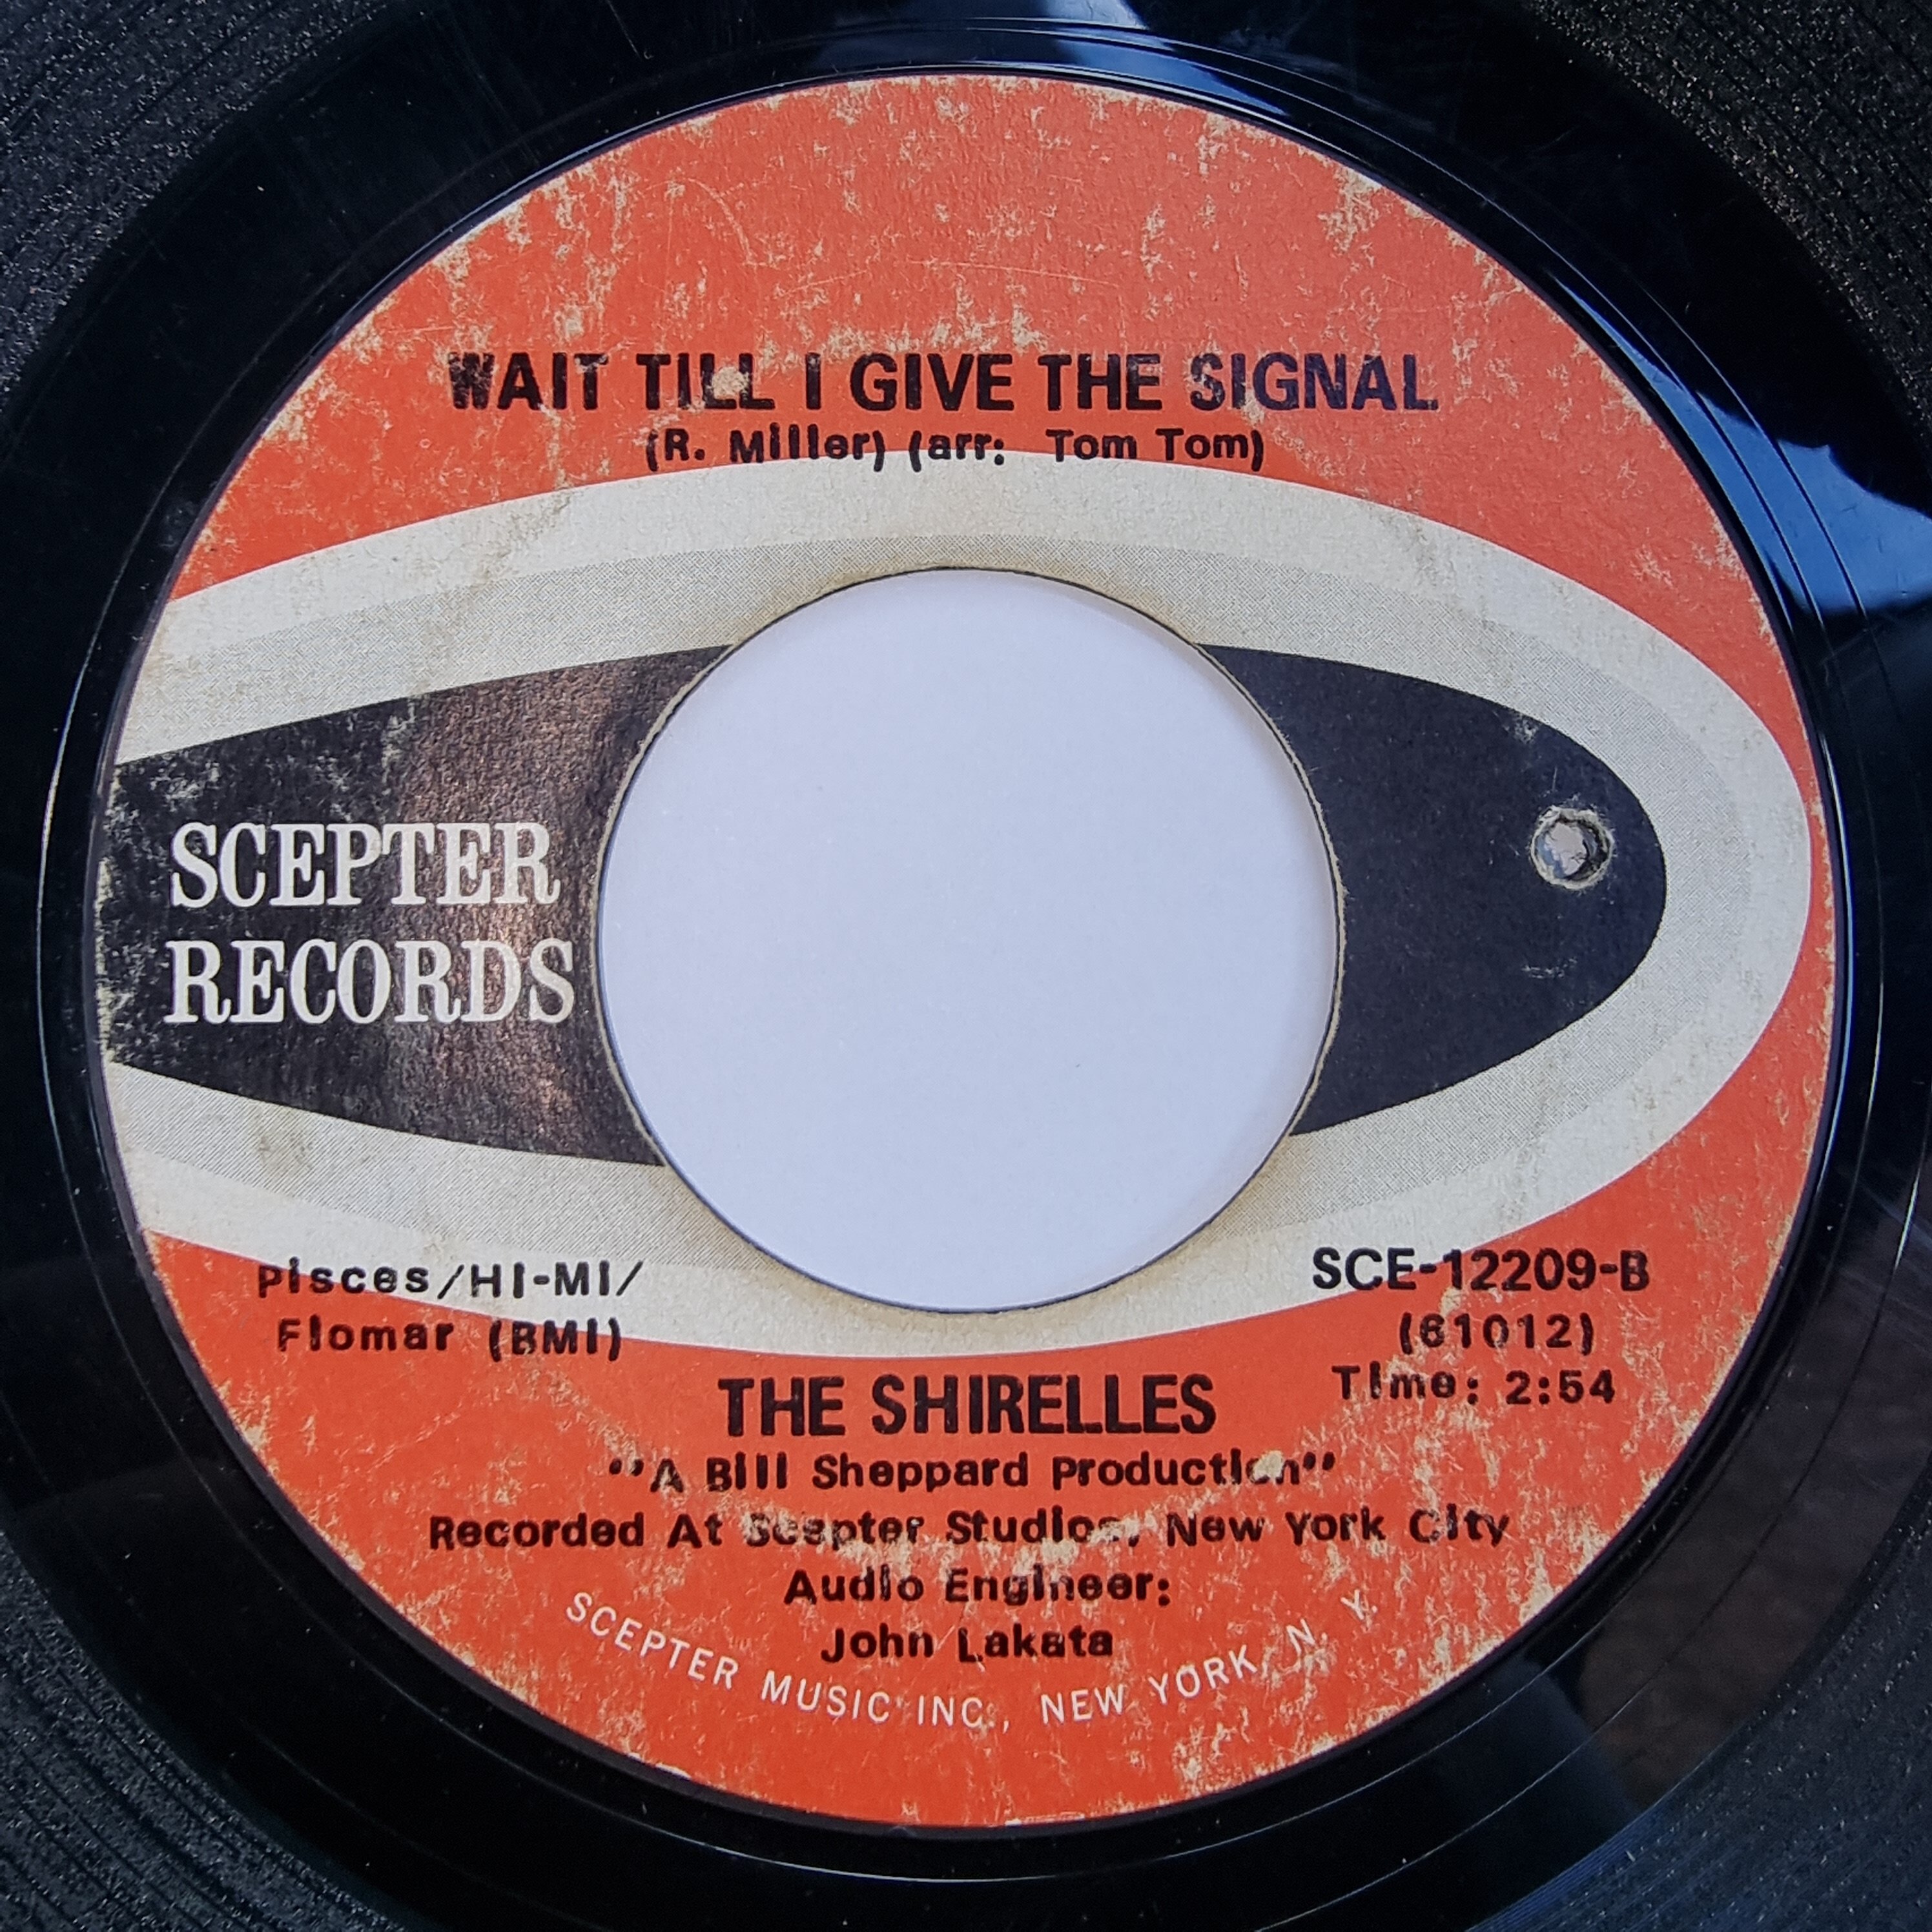 WAIT TILL I GIVE THE SIGNAL
(R. Miller) (arr: Tom Tom)
SCEPTER
RECORDS
Pisces/HI-MI/
Flomar (BMI)
SCE-12209-B
(61012)
Time: 2:54
THE SHIRELLES
"A Bill Sheppard Production"
Recorded At Scepter Studios, New York City
Audio Engineer:
John Lakata
SCEPTER MUSIC INC., NEW YORK, N. Y.